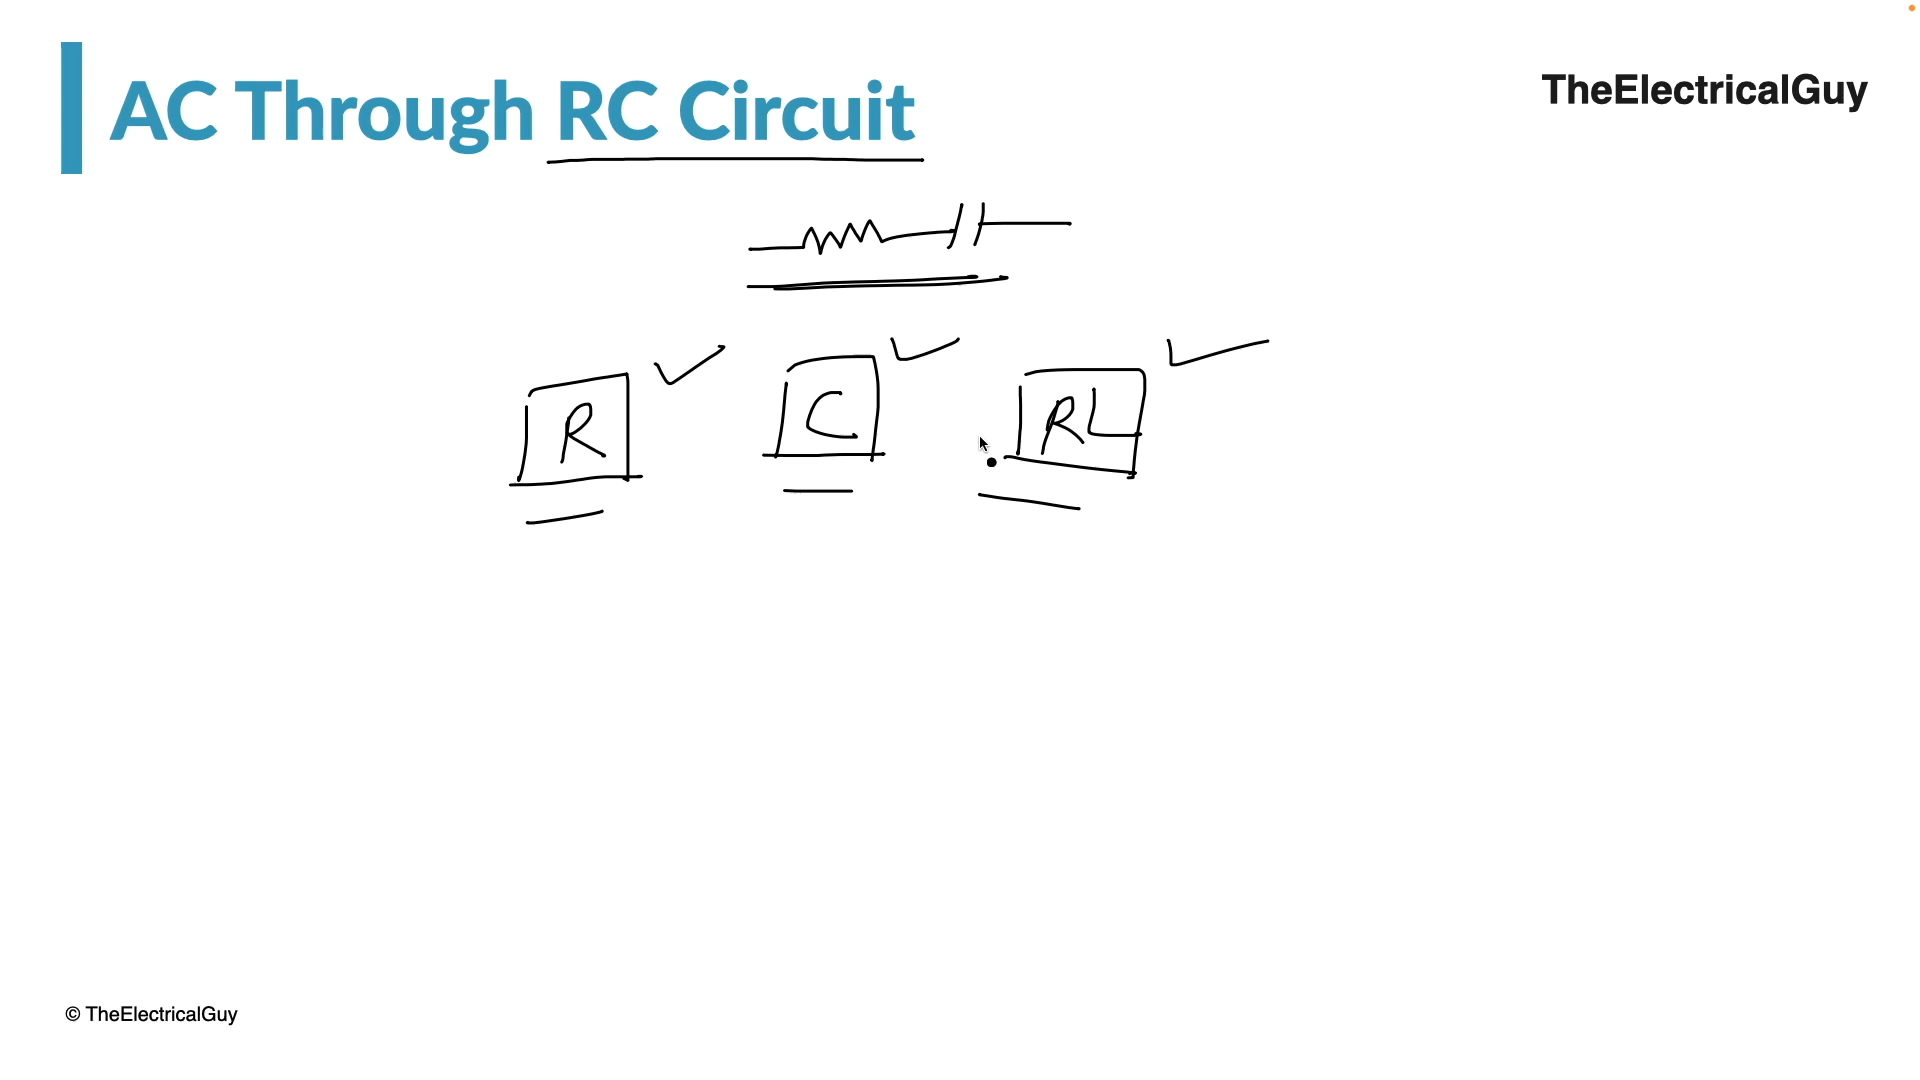 AC Through RC Circuit
TheElectricalGuy
R
C
RL
© TheElectricalGuy